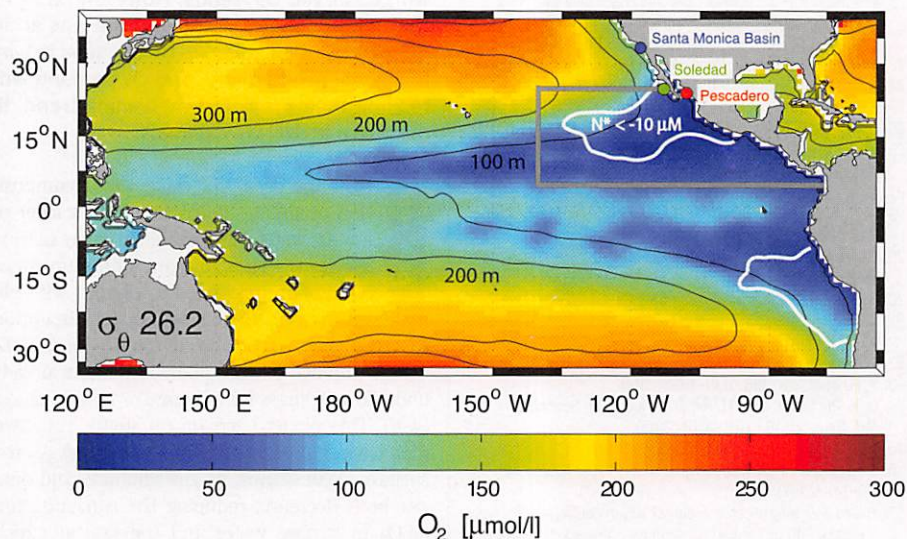 30°N
15°N
0°
15°S
30°S
Santa Monica Basin
Soledad
Pescadero
300 m
200 m
N* < -10 µM
100 m
200 m
σθ 26.2
120°E 150°E 180°W 150°W 120°W 90°W
0 50 100 150 200 250 300
O₂ [µmol/l]